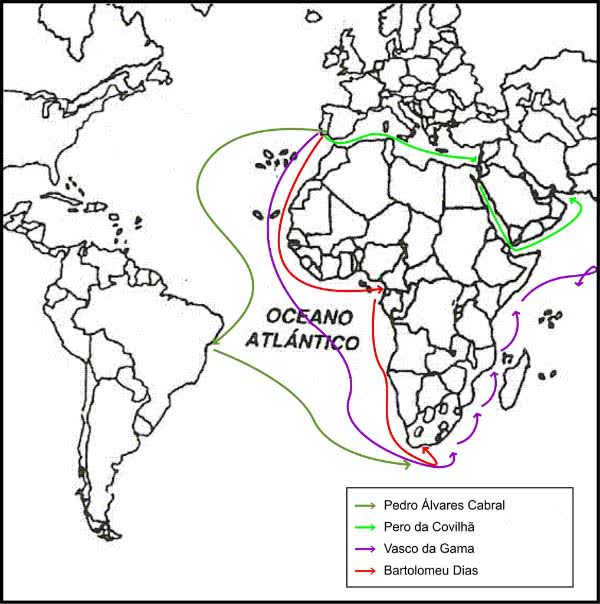 OCEANO
ATLÁNTICO
Pedro Álvares Cabral
Pero da Covilhã
Vasco da Gama
Bartolomeu Dias